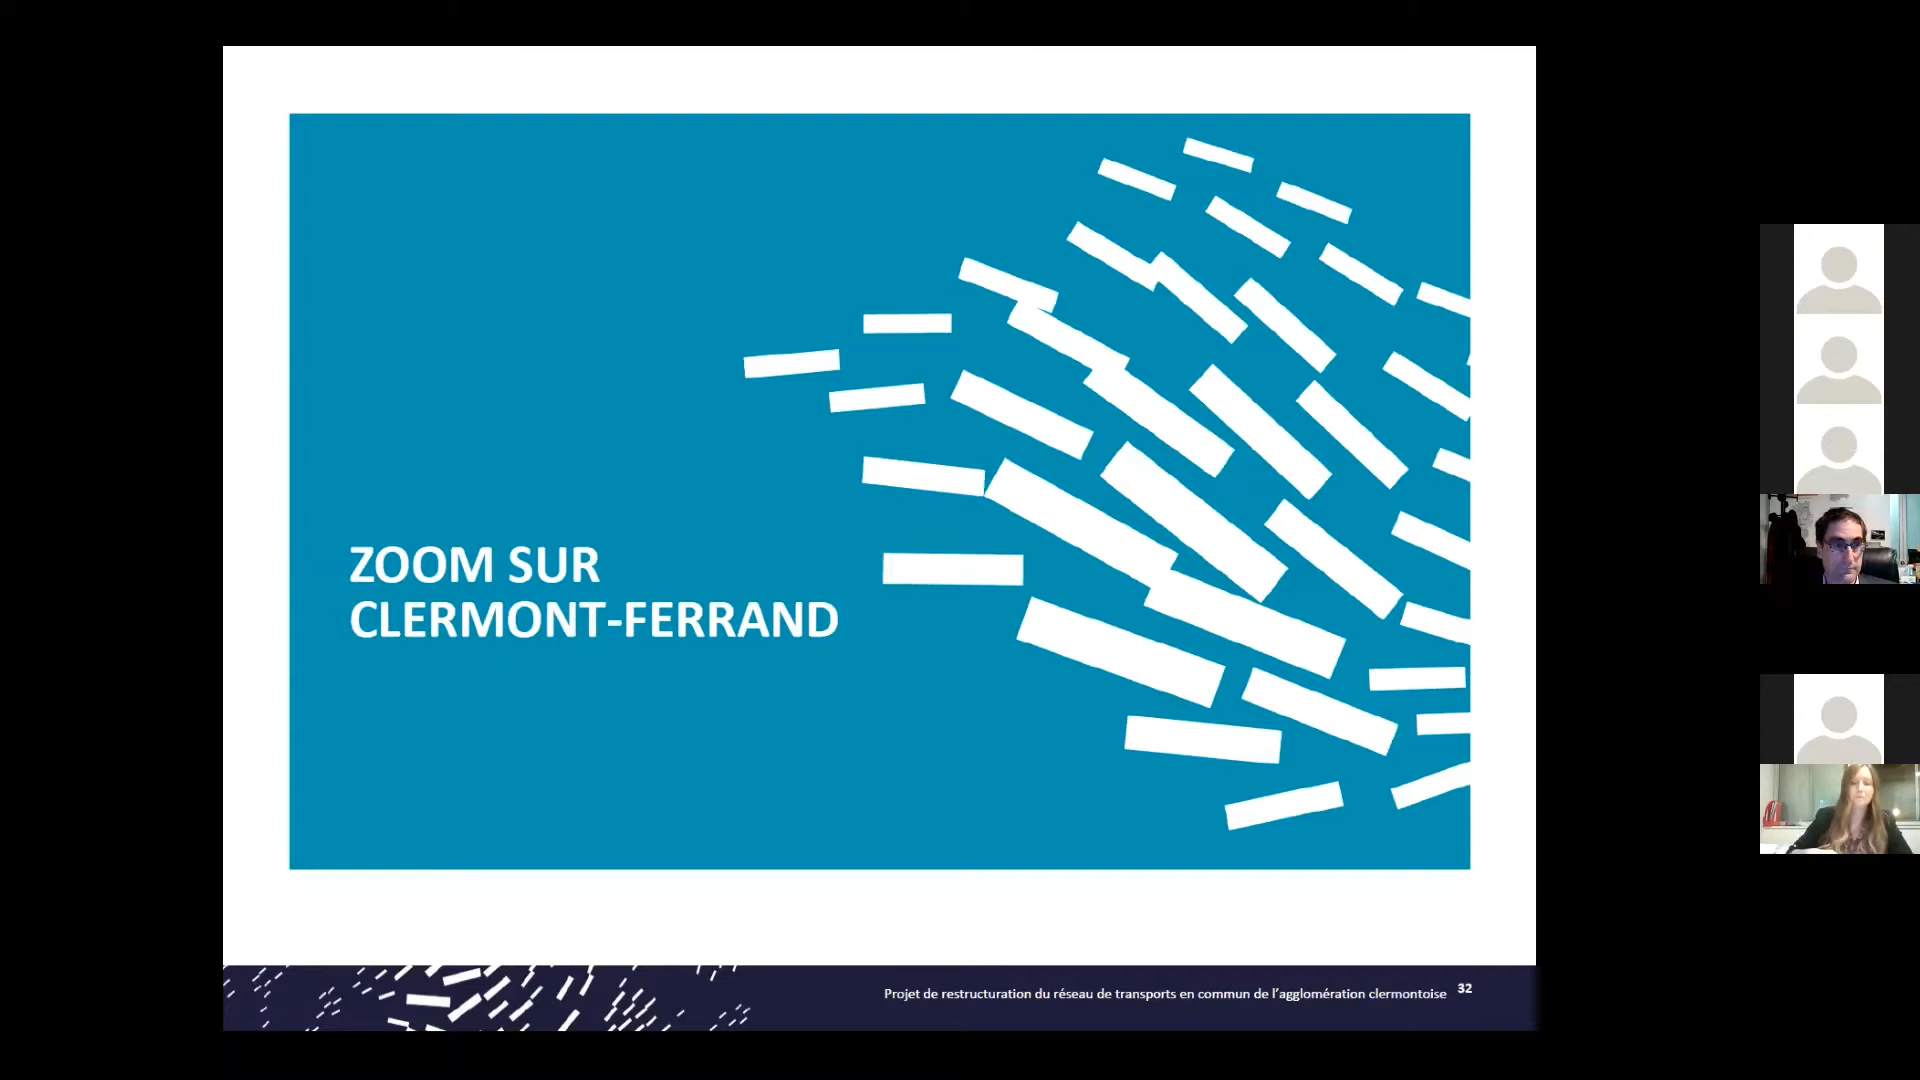 ZOOM SUR
CLERMONT-FERRAND
Projet de restructuration du réseau de transports en commun de l’agglomération clermontoise 32